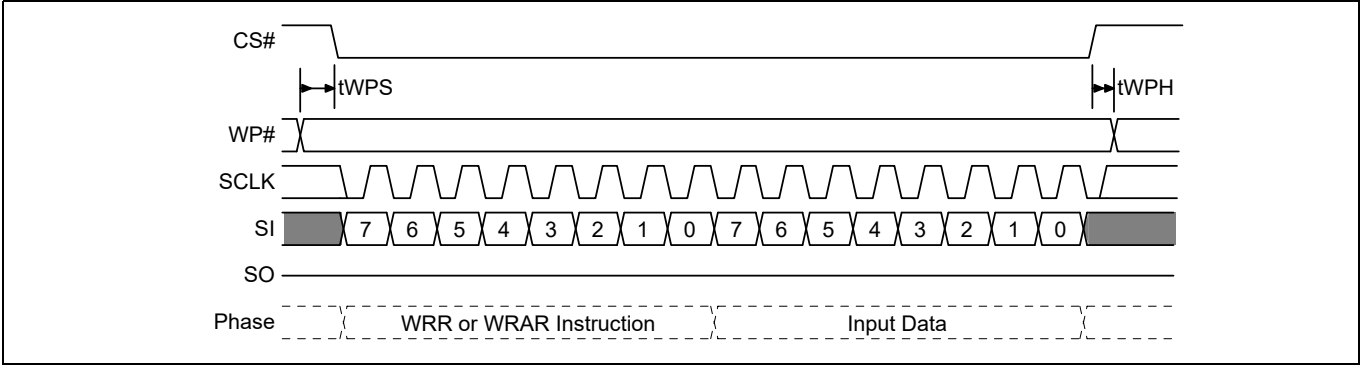 CS#
tWPS
tWPH
WP#
SCLK
SI 7 6 5 4 3 2 1 0 7 6 5 4 3 2 1 0
SO
Phase WRR or WRAR Instruction Input Data